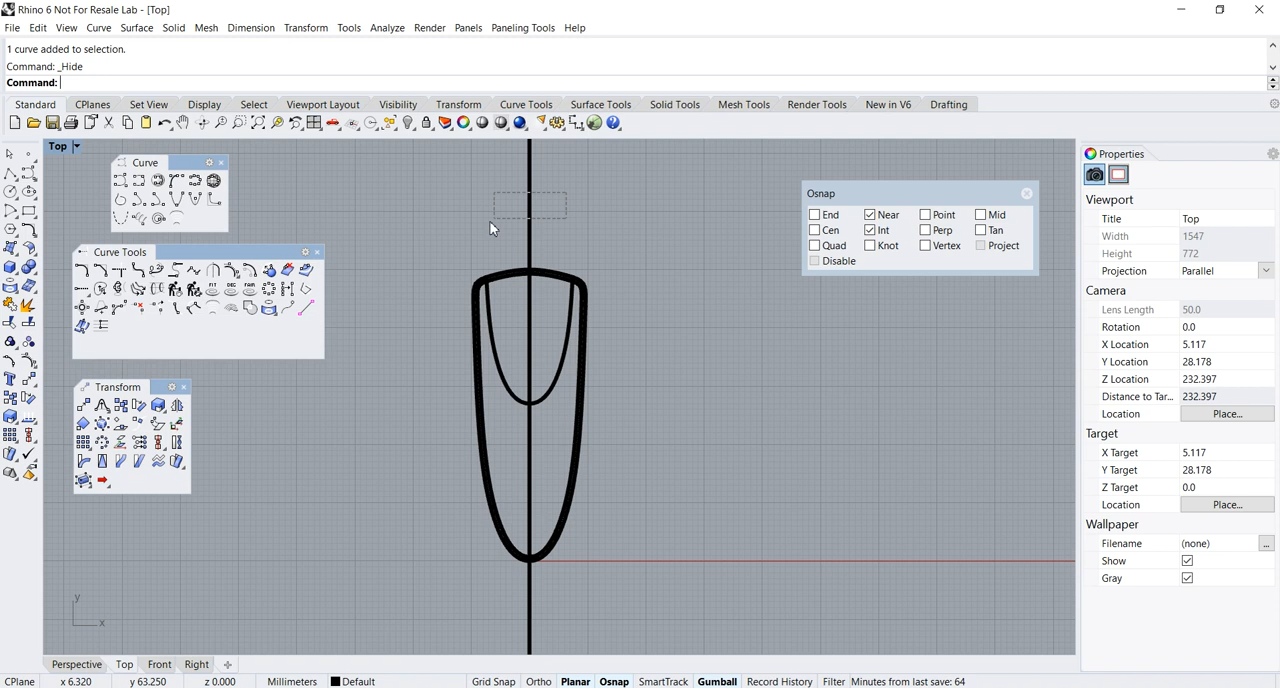 Rhino 6 Not For Resale Lab - [Top]
File Edit View Curve Surface Solid Mesh Dimension Transform Tools Analyze Render Panels Paneling Tools Help
1 curve added to selection.
Command: _Hide
Command:
Standard CPlanes Set View Display Select Viewport Layout Visibility Transform Curve Tools Surface Tools Solid Tools Mesh Tools Render Tools New in V6 Drafting
Top
Curve
Curve Tools
Transform
Osnap
End Near Point Mid
Cen Int Perp Tan
Quad Knot Vertex Project
Disable
y
x
Properties
Viewport
Title Top
Width 1547
Height 772
Projection Parallel
Camera
Lens Length 50.0
Rotation 0.0
X Location 5.117
Y Location 28.178
Z Location 232.397
Distance to Tar... 232.397
Location Place...
Target
X Target 5.117
Y Target 28.178
Z Target 0.0
Location Place...
Wallpaper
Filename (none) ...
Show
Gray
Perspective Top Front Right
CPlane x 6.320 y 63.250 z 0.000 Millimeters Default Grid Snap Ortho Planar Osnap SmartTrack Gumball Record History Filter Minutes from last save: 64